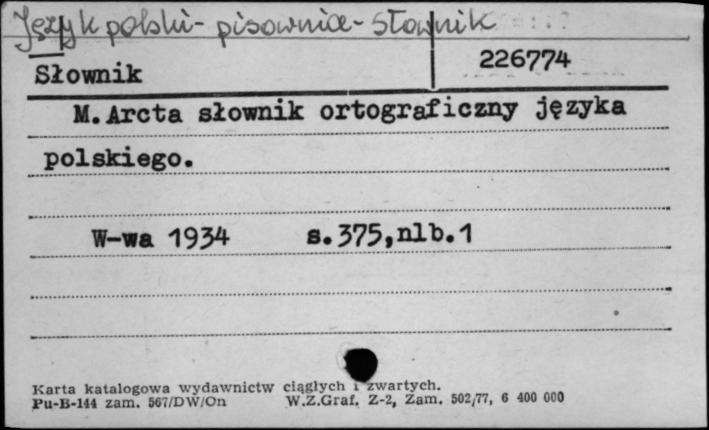 Język polski - pisownia - słownik
Słownik
226774
M.Arcta słownik ortograficzny języka
polskiego.
W-wa 1934 s.375,nlb.1
Karta katalogowa wydawnictw ciągłych i zwartych.
Pu-B-144 zam. 567/DW/On W.Z.Graf. Z-2, Zam. 502/77, 6 400 000